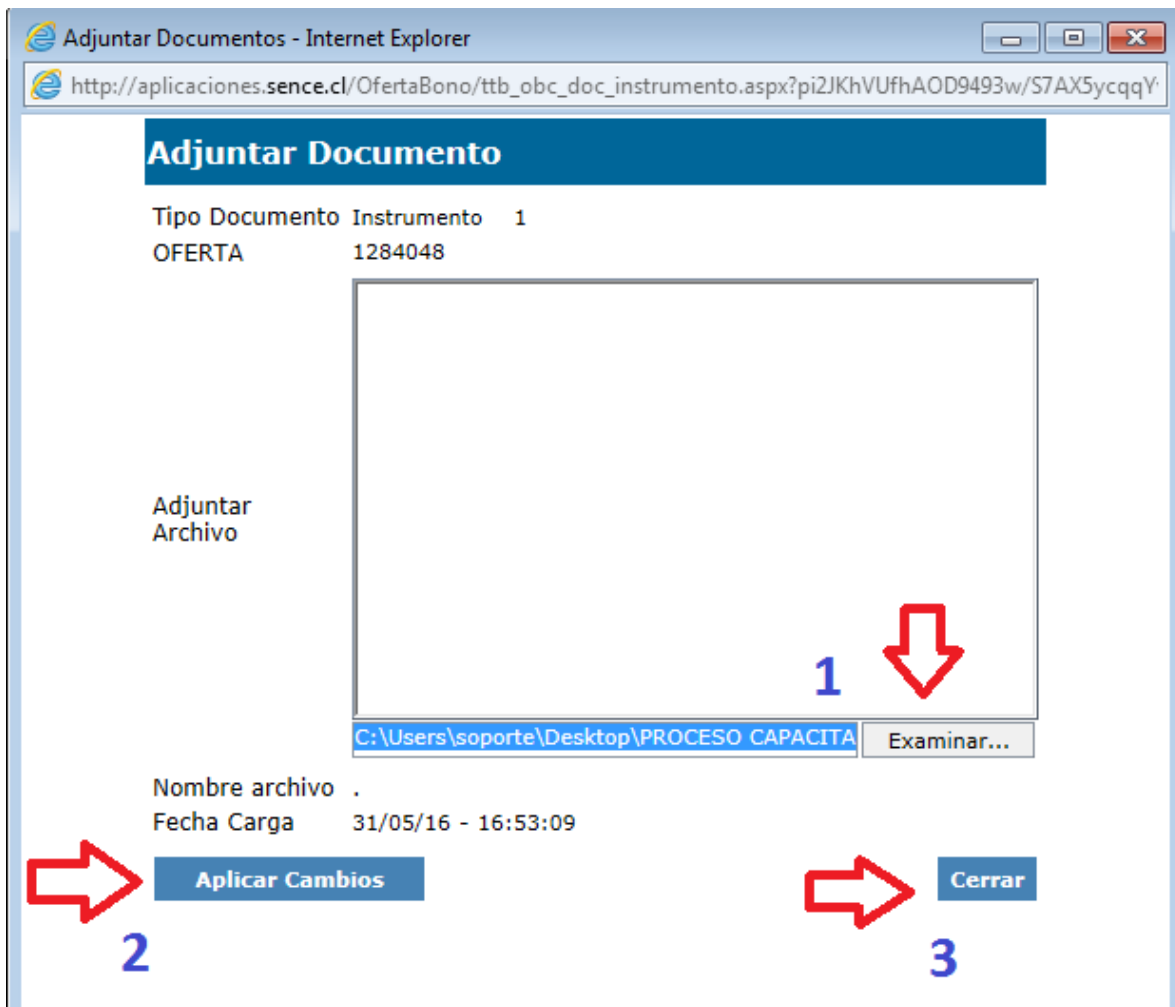 Adjuntar Documentos - Internet Explorer
http://aplicaciones.sence.cl/OfertaBono/ttb_obc_doc_instrumento.aspx?pi2JKhVUfhAOD9493w/S7AX5ycqqY
Adjuntar Documento
Tipo Documento Instrumento 1
OFERTA 1284048
Adjuntar
Archivo
1
C:\Users\soporte\Desktop\PROCESO CAPACITA Examinar...
Nombre archivo .
Fecha Carga 31/05/16 - 16:53:09
Aplicar Cambios Cerrar
2 3